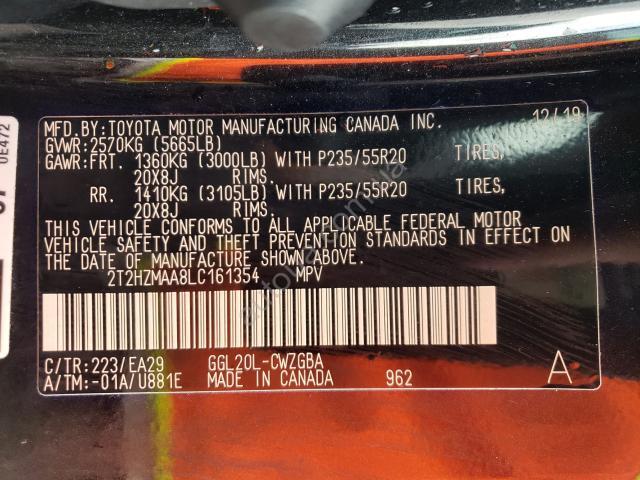 MFD.BY:TOYOTA MOTOR MANUFACTURING CANADA INC. 12/19
GVWR:2570KG (5665LB)
GAWR:FRT. 1360KG (3000LB) WITH P235/55R20 TIRES,
20X8J RIMS.
RR. 1410KG (3105LB) WITH P235/55R20 TIRES,
20X8J RIMS.
THIS VEHICLE CONFORMS TO ALL APPLICABLE FEDERAL MOTOR
VEHICLE SAFETY AND THEFT PREVENTION STANDARDS IN EFFECT ON
THE DATE OF MANUFACTURE SHOWN ABOVE.
2T2HZMAA8LC161354 MPV
C/TR:223/EA29 GGL20L-CWZGBA
A/TM:-01A/U881E MADE IN CANADA 962 A
0E472